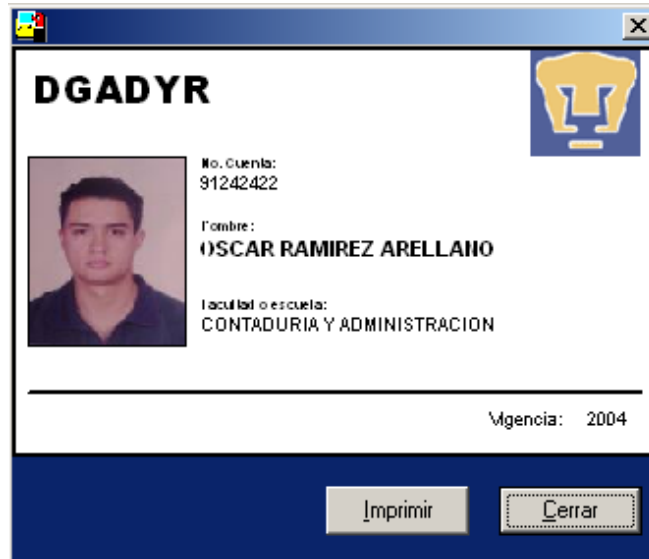 DGADYR
No. Cuenta:
91242422
Nombre:
OSCAR RAMIREZ ARELLANO
Facultad o escuela:
CONTADURIA Y ADMINISTRACION
Vigencia: 2004
Imprimir
Cerrar